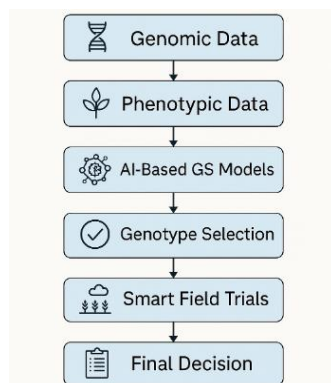 Genomic Data
Phenotypic Data
AI-Based GS Models
Genotype Selection
Smart Field Trials
Final Decision